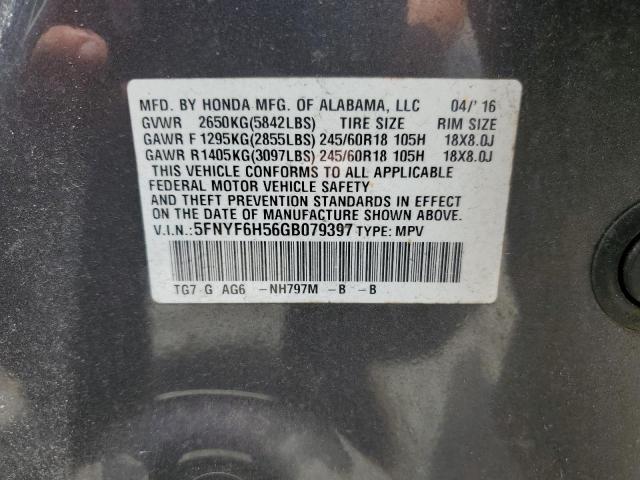 MFD. BY HONDA MFG. OF ALABAMA, LLC 04/'16
GVWR 2650KG(5842LBS) TIRE SIZE RIM SIZE
GAWR F 1295KG(2855LBS) 245/60R18 105H 18X8.0J
GAWR R 1405KG(3097LBS) 245/60R18 105H 18X8.0J
THIS VEHICLE CONFORMS TO ALL APPLICABLE
FEDERAL MOTOR VEHICLE SAFETY
AND THEFT PREVENTION STANDARDS IN EFFECT
ON THE DATE OF MANUFACTURE SHOWN ABOVE.
V.I.N.:5FNYF6H56GB079397 TYPE: MPV
TG7 G AG6 -NH797M -B -B